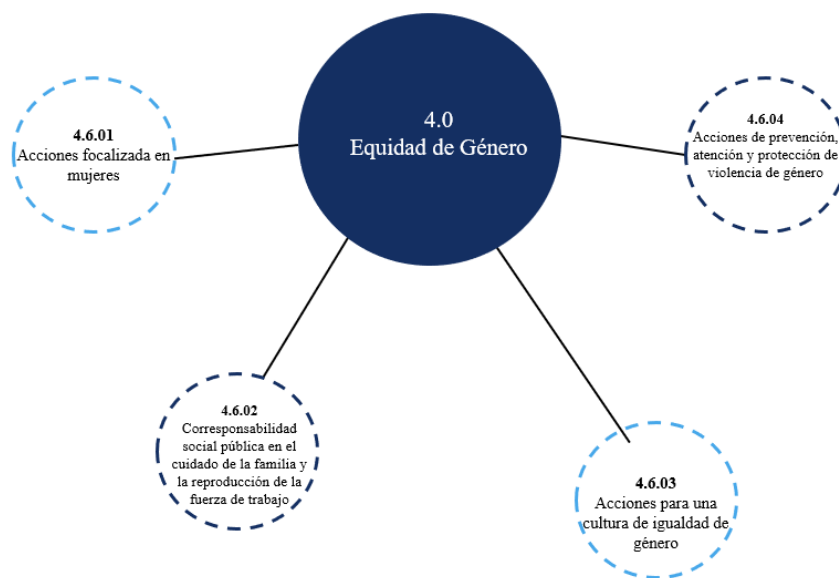 4.0
Equidad de Género
4.6.01
Acciones focalizada en
mujeres
4.6.04
Acciones de prevención,
atención y protección de
violencia de género
4.6.02
Corresponsabilidad
social pública en el
cuidado de la familia y
la reproducción de la
fuerza de trabajo
4.6.03
Acciones para una
cultura de igualdad de
género